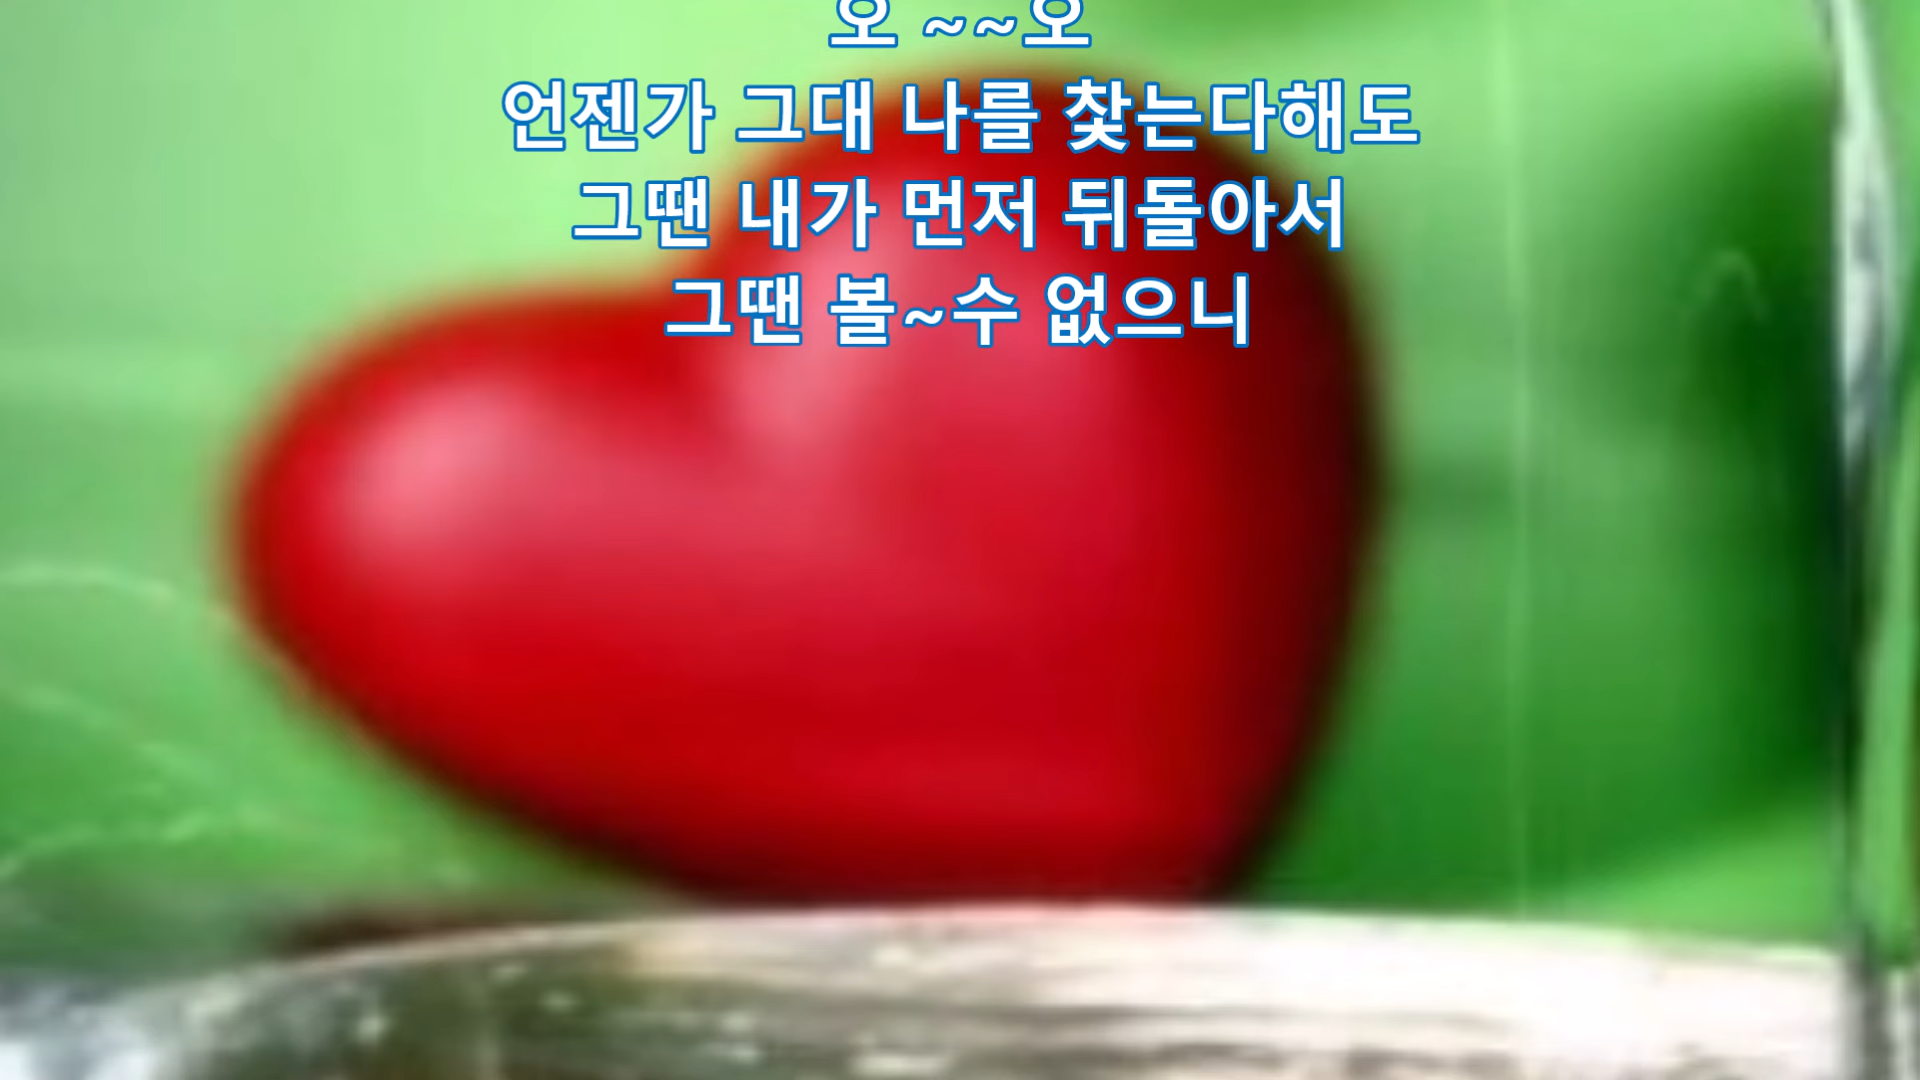 오 ~~오
언젠가 그대 나를 찾는다해도
그땐 내가 먼저 뒤돌아서
그땐 볼~수 없으니